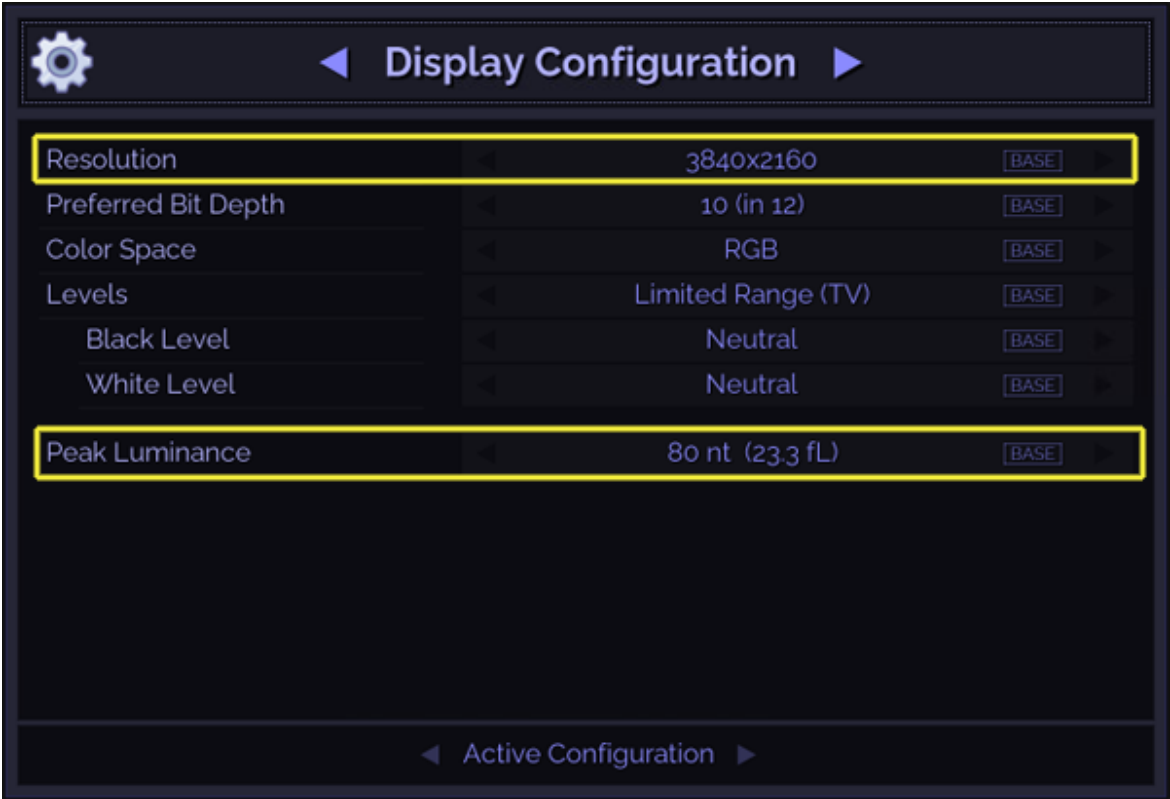 Display Configuration
Resolution 3840x2160 BASE
Preferred Bit Depth 10 (in 12) BASE
Color Space RGB BASE
Levels Limited Range (TV) BASE
Black Level Neutral BASE
White Level Neutral BASE
Peak Luminance 80 nt (23.3 fL) BASE
Active Configuration